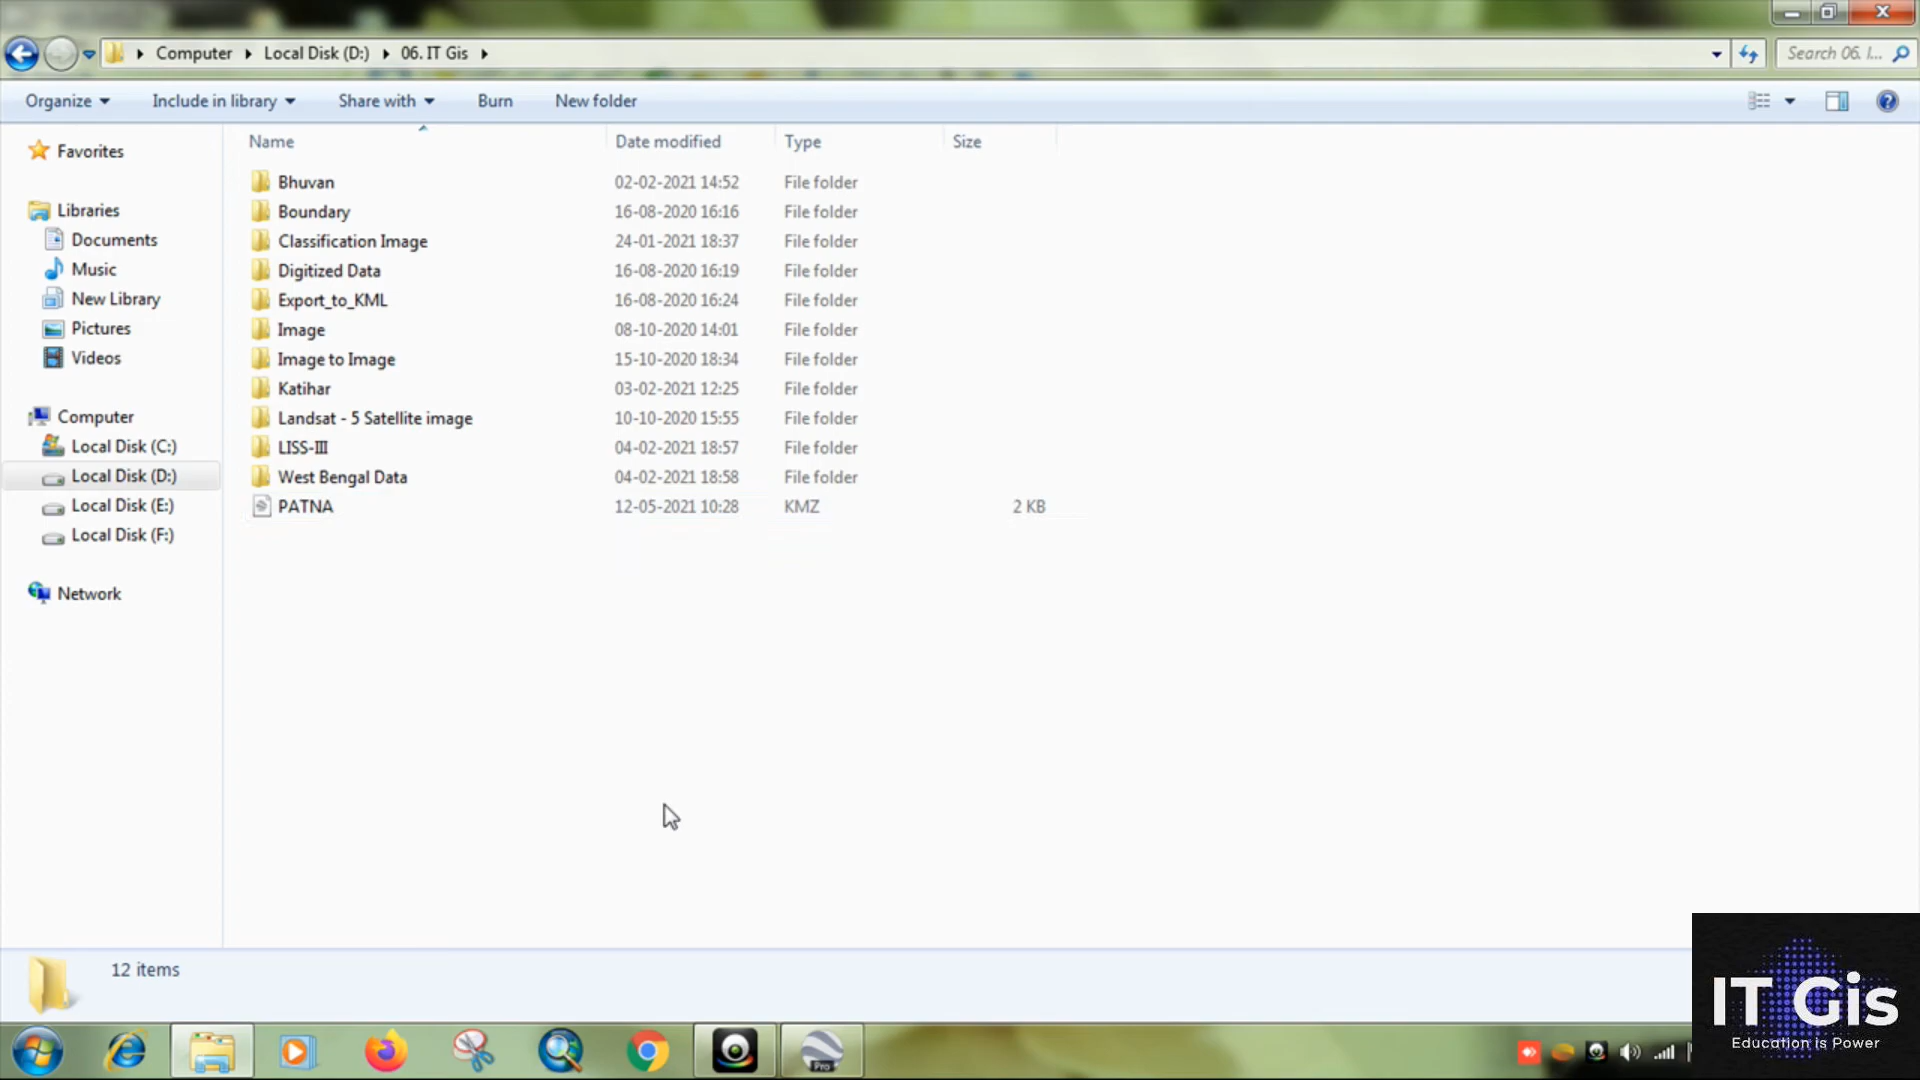 Computer Local Disk (D:) 06. IT Gis
Search 06. I...
Organize Include in library Share with Burn New folder
Name Date modified Type Size
Favorites
Libraries
Documents
Music
New Library
Pictures
Videos
Computer
Local Disk (C:)
Local Disk (D:)
Local Disk (E:)
Local Disk (F:)
Network
Bhuvan 02-02-2021 14:52 File folder
Boundary 16-08-2020 16:16 File folder
Classification Image 24-01-2021 18:37 File folder
Digitized Data 16-08-2020 16:19 File folder
Export_to_KML 16-08-2020 16:24 File folder
Image 08-10-2020 14:01 File folder
Image to Image 15-10-2020 18:34 File folder
Katihar 03-02-2021 12:25 File folder
Landsat - 5 Satellite image 10-10-2020 15:55 File folder
LISS-III 04-02-2021 18:57 File folder
West Bengal Data 04-02-2021 18:58 File folder
PATNA 12-05-2021 10:28 KMZ 2 KB
12 items
Pro
IT Gis
Education is Power